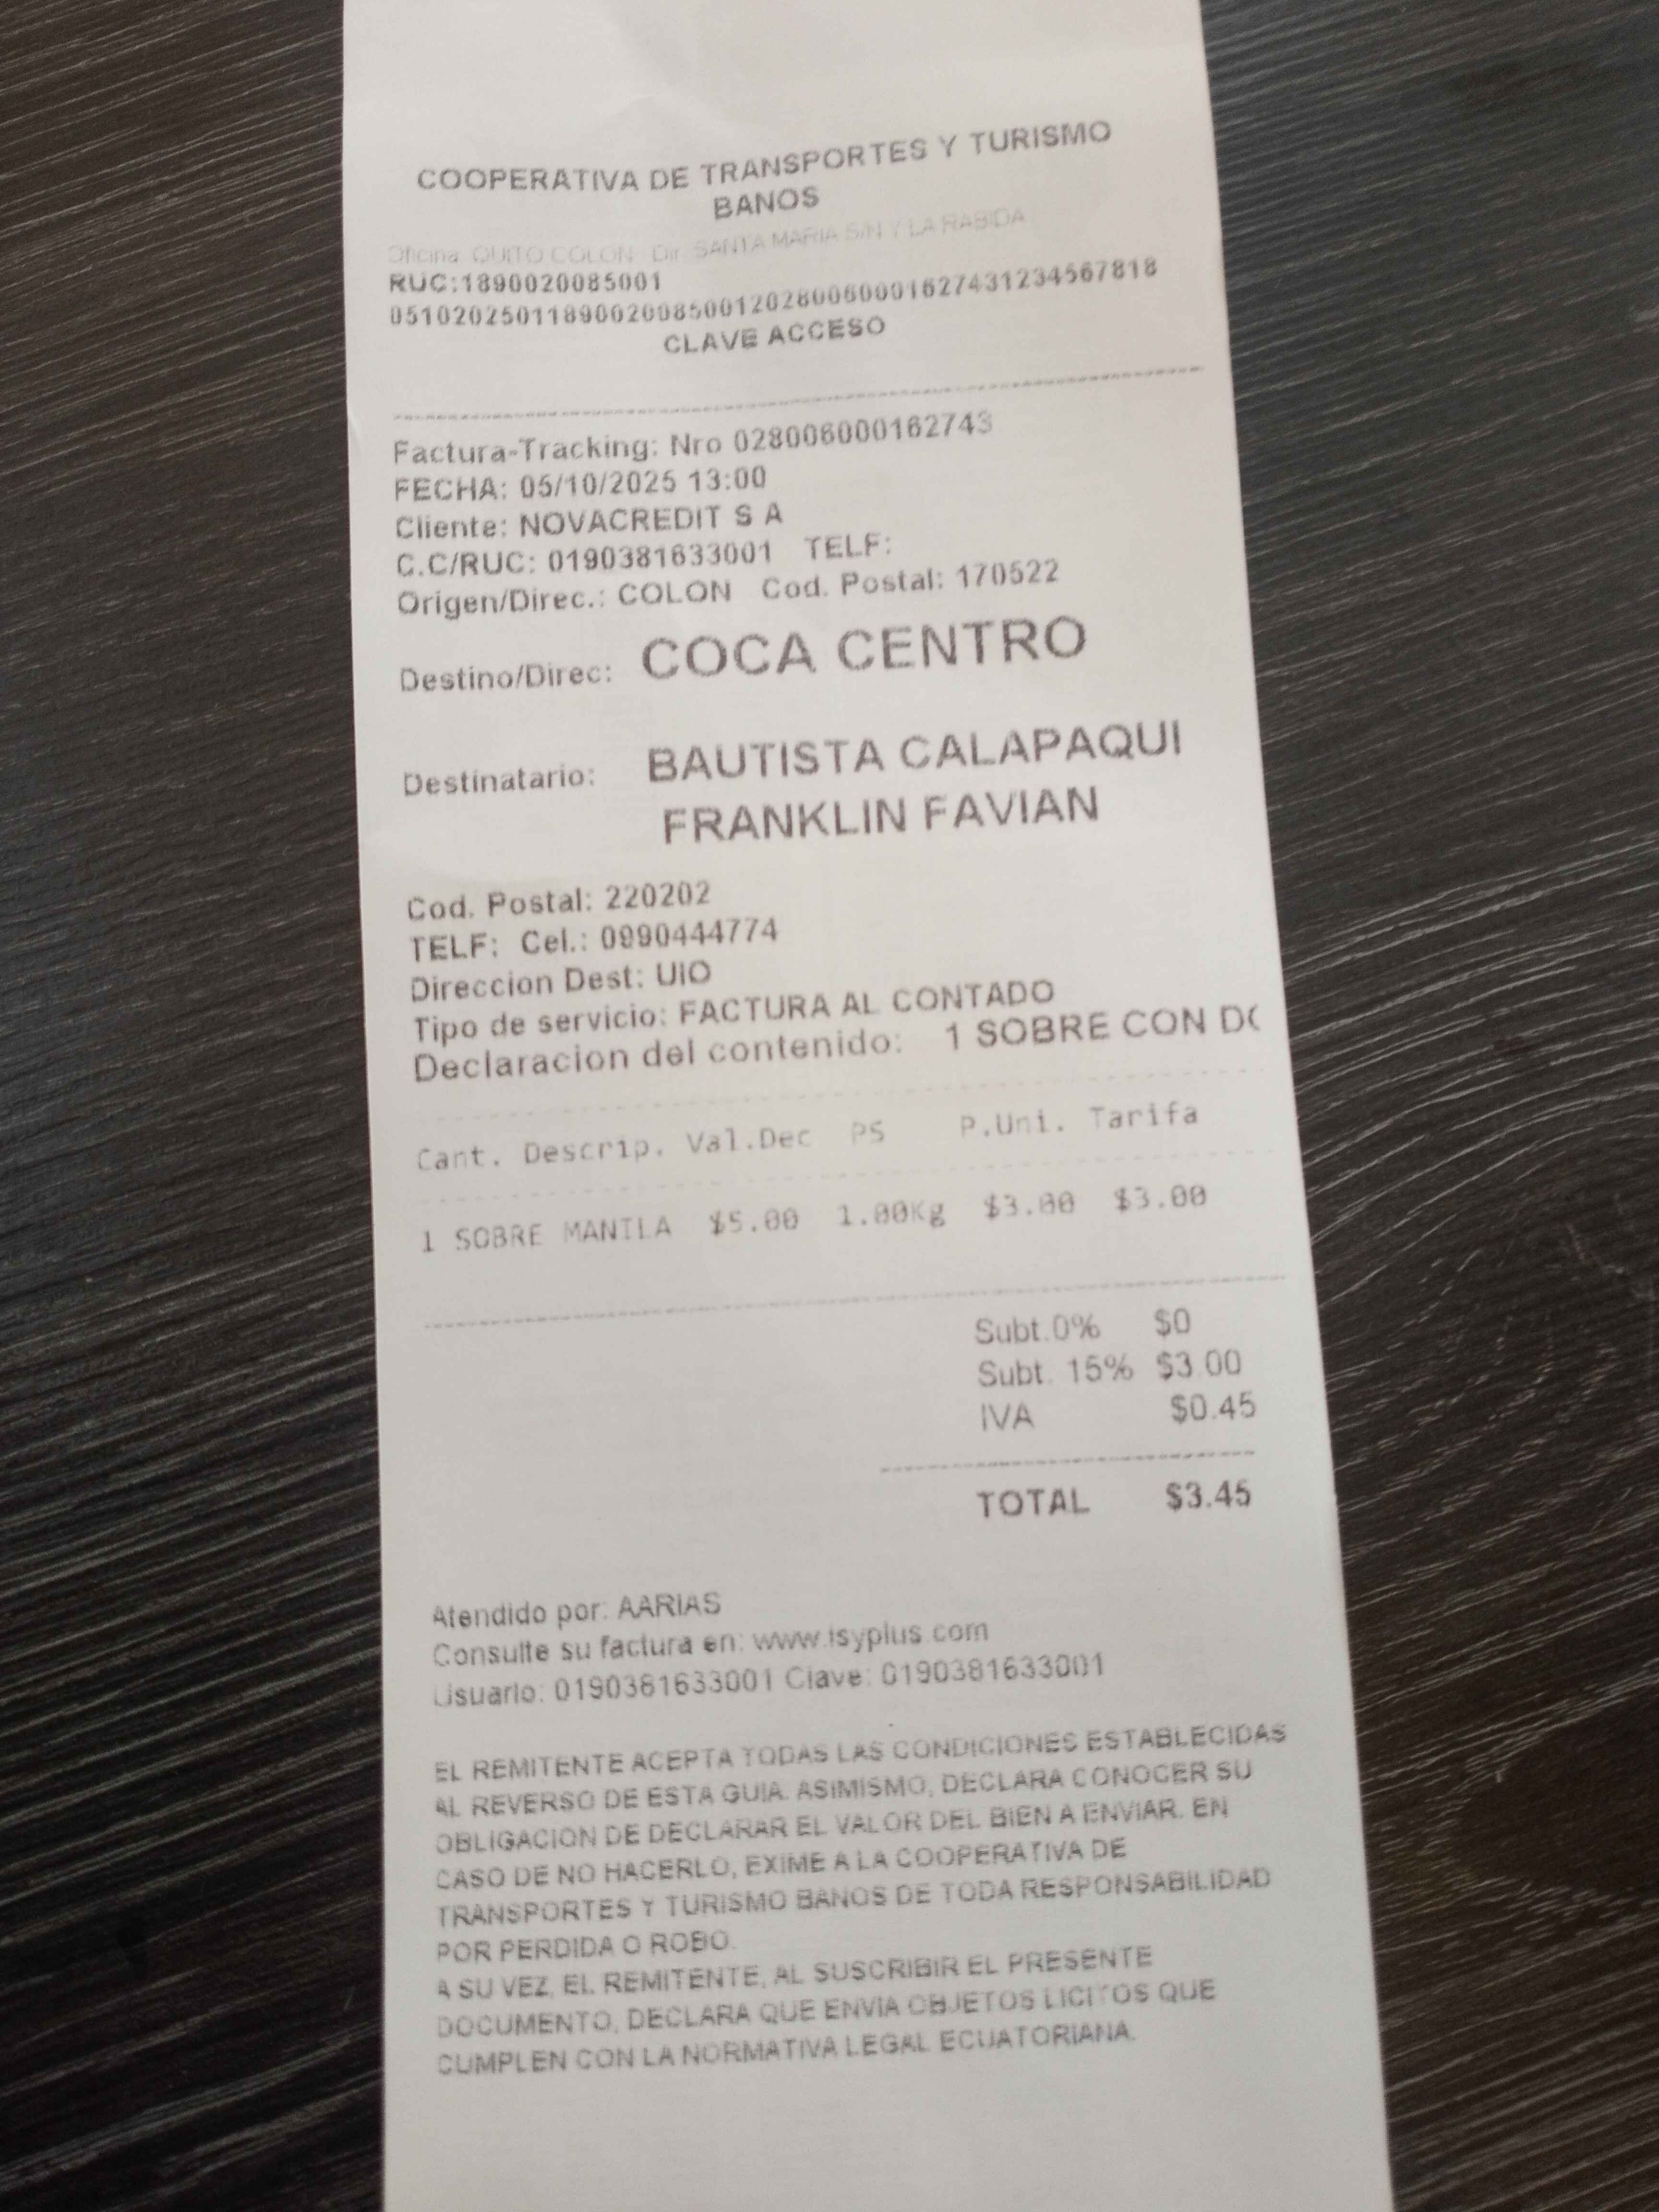 COOPERATIVA DE TRANSPORTES Y TURISMO
BANOS
Oficina: QUITO COLON Dir. SANTA MARIA S/N Y LA RABIDA
RUC:1890020085001
0510202501189002008500120280060001627431234567818
CLAVE ACCESO
Factura-Tracking: Nro 028006000162743
FECHA: 05/10/2025 13:00
Cliente: NOVACREDIT S A
C.C/RUC: 0190381633001 TELF:
Origen/Direc.: COLON Cod. Postal: 170522
Destino/Direc: COCA CENTRO
Destinatario: BAUTISTA CALAPAQUI
FRANKLIN FAVIAN
Cod. Postal: 220202
TELF: Cel.: 0990444774
Direccion Dest: UIO
Tipo de servicio: FACTURA AL CONTADO
Declaracion del contenido: 1 SOBRE CON DO
Cant. Descrip. Val.Dec PS P.Uni. Tarifa
1 SOBRE MANILA $5.00 1.00Kg $3.00 $3.00
Subt.0% $0
Subt. 15% $3.00
IVA $0.45
TOTAL $3.45
Atendido por: AARIAS
Consulte su factura en: www.isyplus.com
Usuario: 0190381633001 Clave: 0190381633001
EL REMITENTE ACEPTA TODAS LAS CONDICIONES ESTABLECIDAS
AL REVERSO DE ESTA GUIA. ASIMISMO, DECLARA CONOCER SU
OBLIGACION DE DECLARAR EL VALOR DEL BIEN A ENVIAR. EN
CASO DE NO HACERLO, EXIME A LA COOPERATIVA DE
TRANSPORTES Y TURISMO BANOS DE TODA RESPONSABILIDAD
POR PERDIDA O ROBO.
A SU VEZ, EL REMITENTE, AL SUSCRIBIR EL PRESENTE
DOCUMENTO, DECLARA QUE ENVIA OBJETOS LICITOS QUE
CUMPLEN CON LA NORMATIVA LEGAL ECUATORIANA.